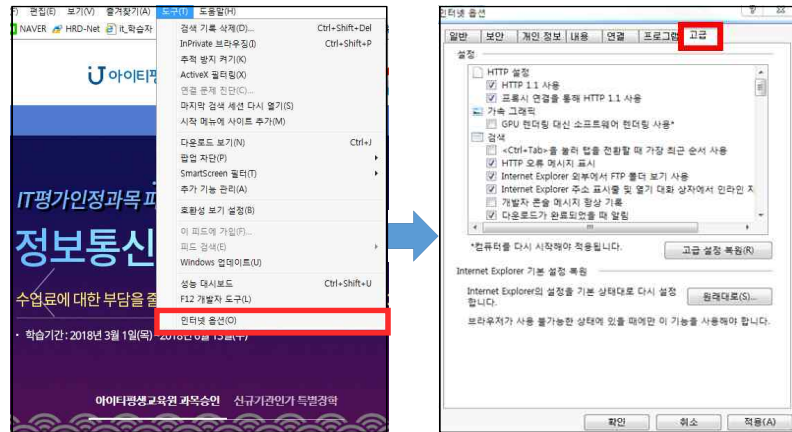 편집(E) 보기(V) 즐겨찾기(A) 도구(T) 도움말(H)
NAVER HRD-Net it_학습자
아이티평
IT평가인정과목
정보통신
수업료에 대한 부담을 줄
• 학습기간 : 2018년 3월 1일(목)
아이티평생교육원 과목승인 신규기관인가 특별장학
검색 기록 삭제(D)... Ctrl+Shift+Del
InPrivate 브라우징(I) Ctrl+Shift+P
추적 방지 켜기(K)
ActiveX 필터링(X)
연결 문제 진단(C)...
마지막 검색 세션 다시 열기(S)
시작 메뉴에 사이트 추가(M)
다운로드 보기(N) Ctrl+J
팝업 차단(P)
SmartScreen 필터(T)
추가 기능 관리(A)
호환성 보기 설정(B)
이 피드에 가입(F)...
피드 검색(E)
Windows 업데이트(U)
성능 대시보드 Ctrl+Shift+U
F12 개발자 도구(L)
인터넷 옵션(O)
인터넷 옵션
일반 보안 개인 정보 내용 연결 프로그램 고급
설정
HTTP 설정
HTTP 1.1 사용
프록시 연결을 통해 HTTP 1.1 사용
가속 그래픽
GPU 렌더링 대신 소프트웨어 렌더링 사용*
검색
<Ctrl+Tab>을 눌러 탭을 전환할 때 가장 최근 순서 사용
HTTP 오류 메시지 표시
Internet Explorer 외부에서 FTP 폴더 보기 사용
Internet Explorer 주소 표시줄 및 열기 대화 상자에서 인라인 자
개발자 콘솔 메시지 항상 기록
다운로드가 완료되었을 때 알림
*컴퓨터를 다시 시작해야 적용됩니다. 고급 설정 복원(R)
Internet Explorer 기본 설정 복원
Internet Explorer의 설정을 기본 상태대로 다시 설정합니다. 원래대로(S)...
브라우저가 사용 불가능한 상태에 있을 때에만 이 기능을 사용해야 합니다.
확인 취소 적용(A)